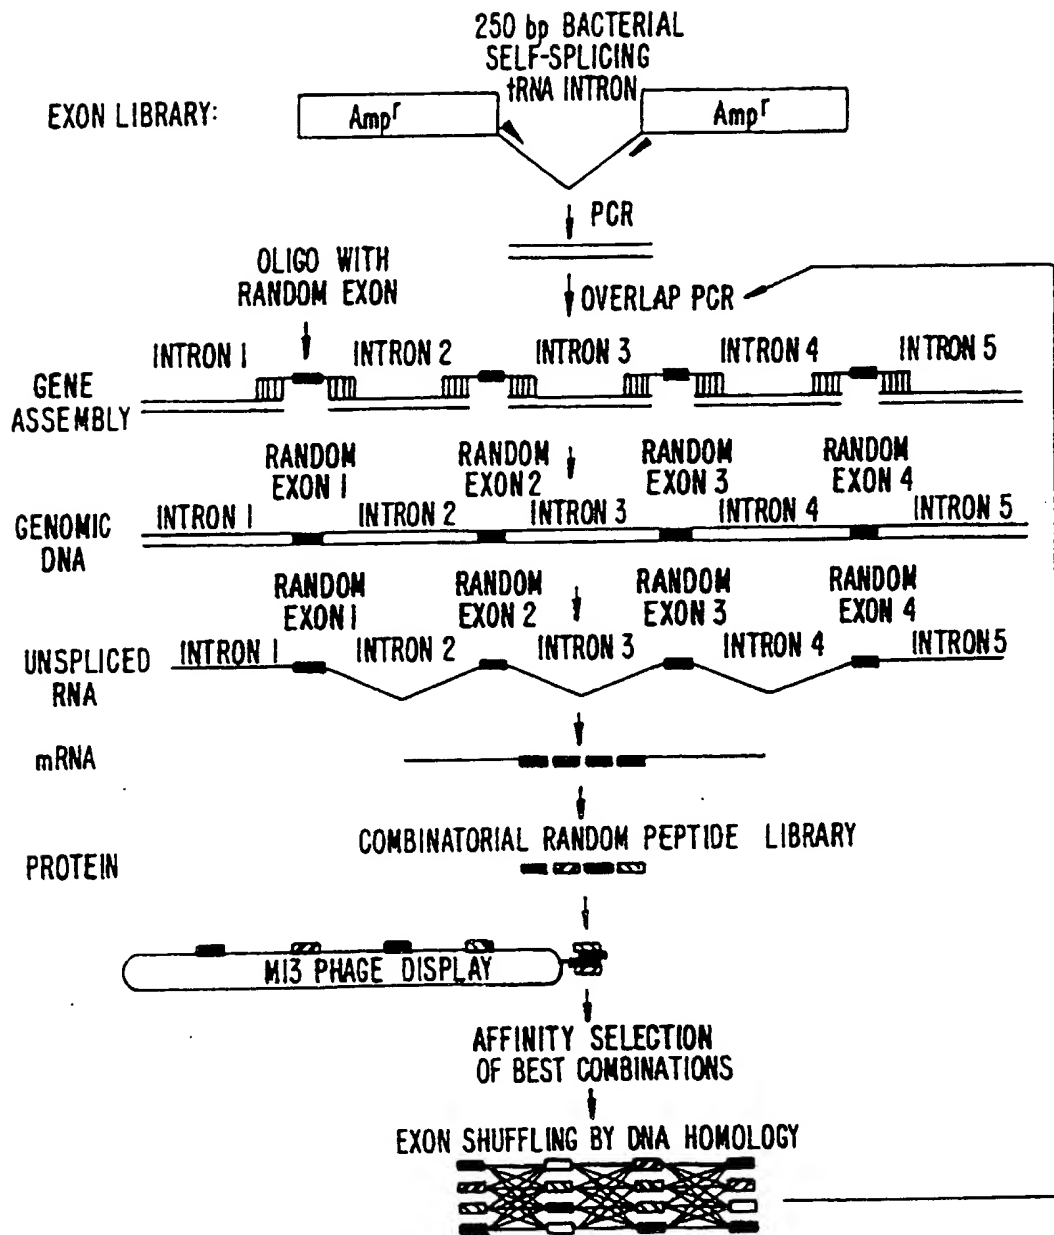 250 bp BACTERIAL
SELF-SPLICING
tRNA INTRON
EXON LIBRARY:
Ampʳ
Ampʳ
PCR
OLIGO WITH
RANDOM EXON
OVERLAP PCR
INTRON 1
INTRON 2
INTRON 3
INTRON 4
INTRON 5
GENE
ASSEMBLY
RANDOM
EXON 1
RANDOM
EXON 2
RANDOM
EXON 3
RANDOM
EXON 4
INTRON 1
INTRON 2
INTRON 3
INTRON 4
INTRON 5
GENOMIC
DNA
RANDOM
EXON 1
RANDOM
EXON 2
RANDOM
EXON 3
RANDOM
EXON 4
INTRON 1
INTRON 2
INTRON 3
INTRON 4
INTRON 5
UNSPLICED
RNA
mRNA
COMBINATORIAL RANDOM PEPTIDE LIBRARY
PROTEIN
M13 PHAGE DISPLAY
AFFINITY SELECTION
OF BEST COMBINATIONS
EXON SHUFFLING BY DNA HOMOLOGY